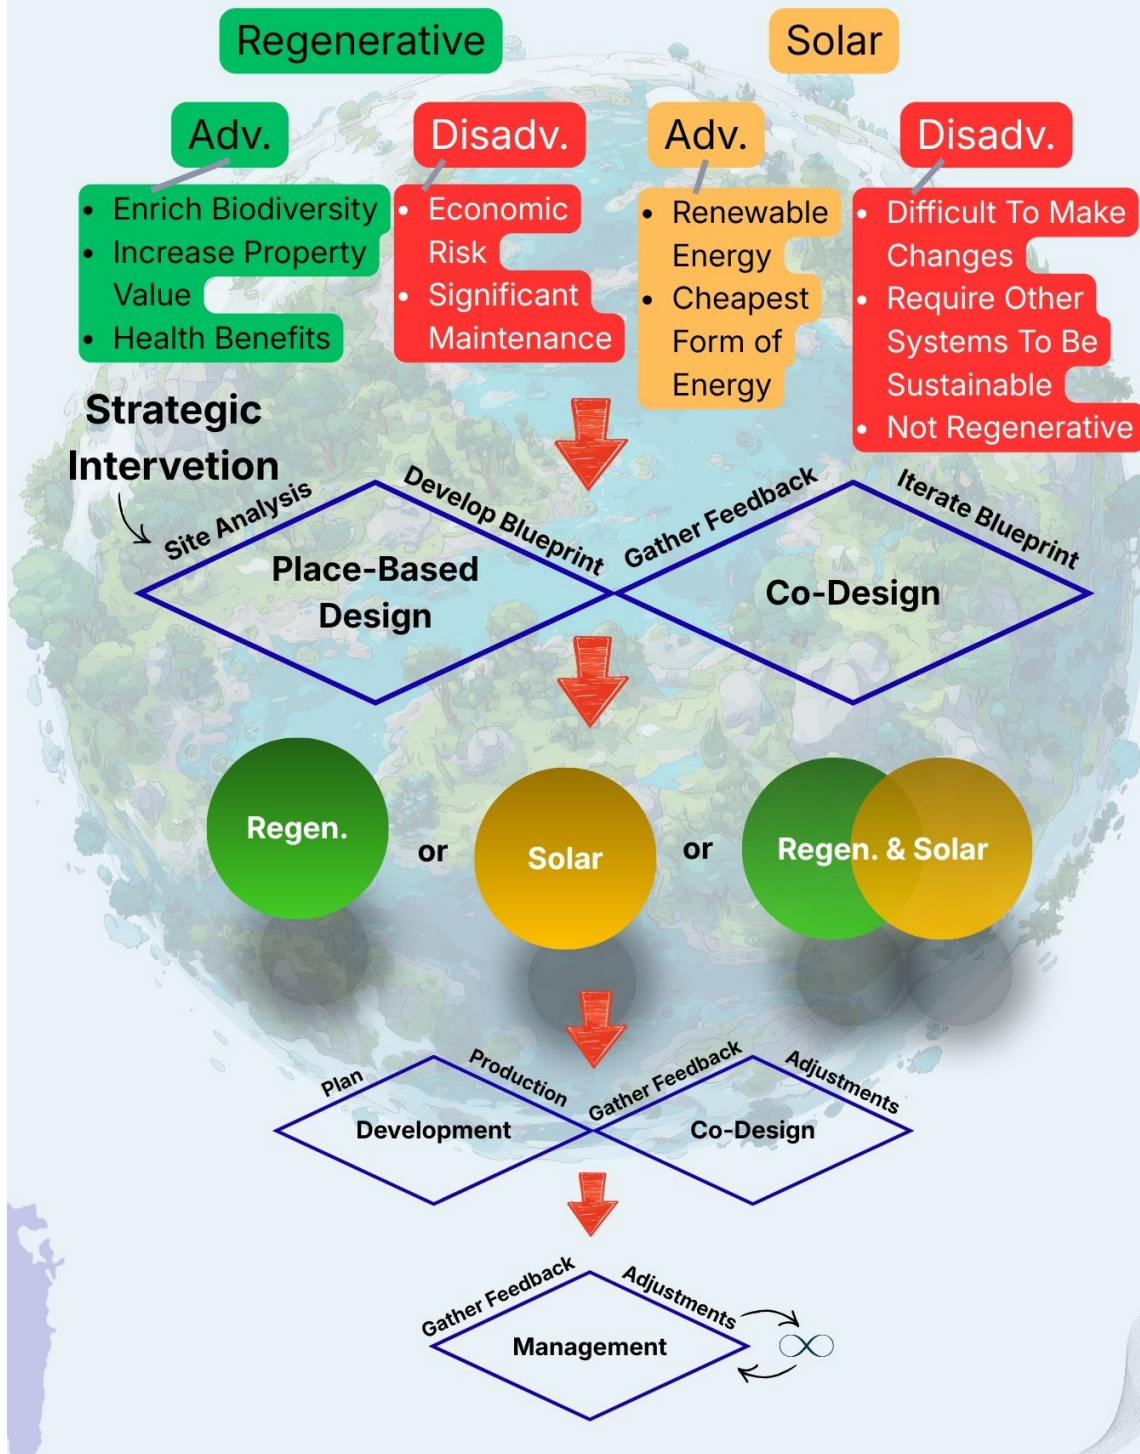 Regenerative
Solar
Adv.
Disadv.
Adv.
Disadv.
• Enrich Biodiversity
• Increase Property
Value
• Health Benefits
• Economic
Risk
• Significant
Maintenance
• Renewable
Energy
• Cheapest
Form of
Energy
• Difficult To Make
Changes
• Require Other
Systems To Be
Sustainable
• Not Regenerative
Strategic
Intervetion
Site Analysis
Develop Blueprint
Gather Feedback
Iterate Blueprint
Place-Based
Design
Co-Design
Regen.
or
Solar
or
Regen. & Solar
Plan
Production
Gather Feedback
Adjustments
Development
Co-Design
Gather Feedback
Adjustments
Management